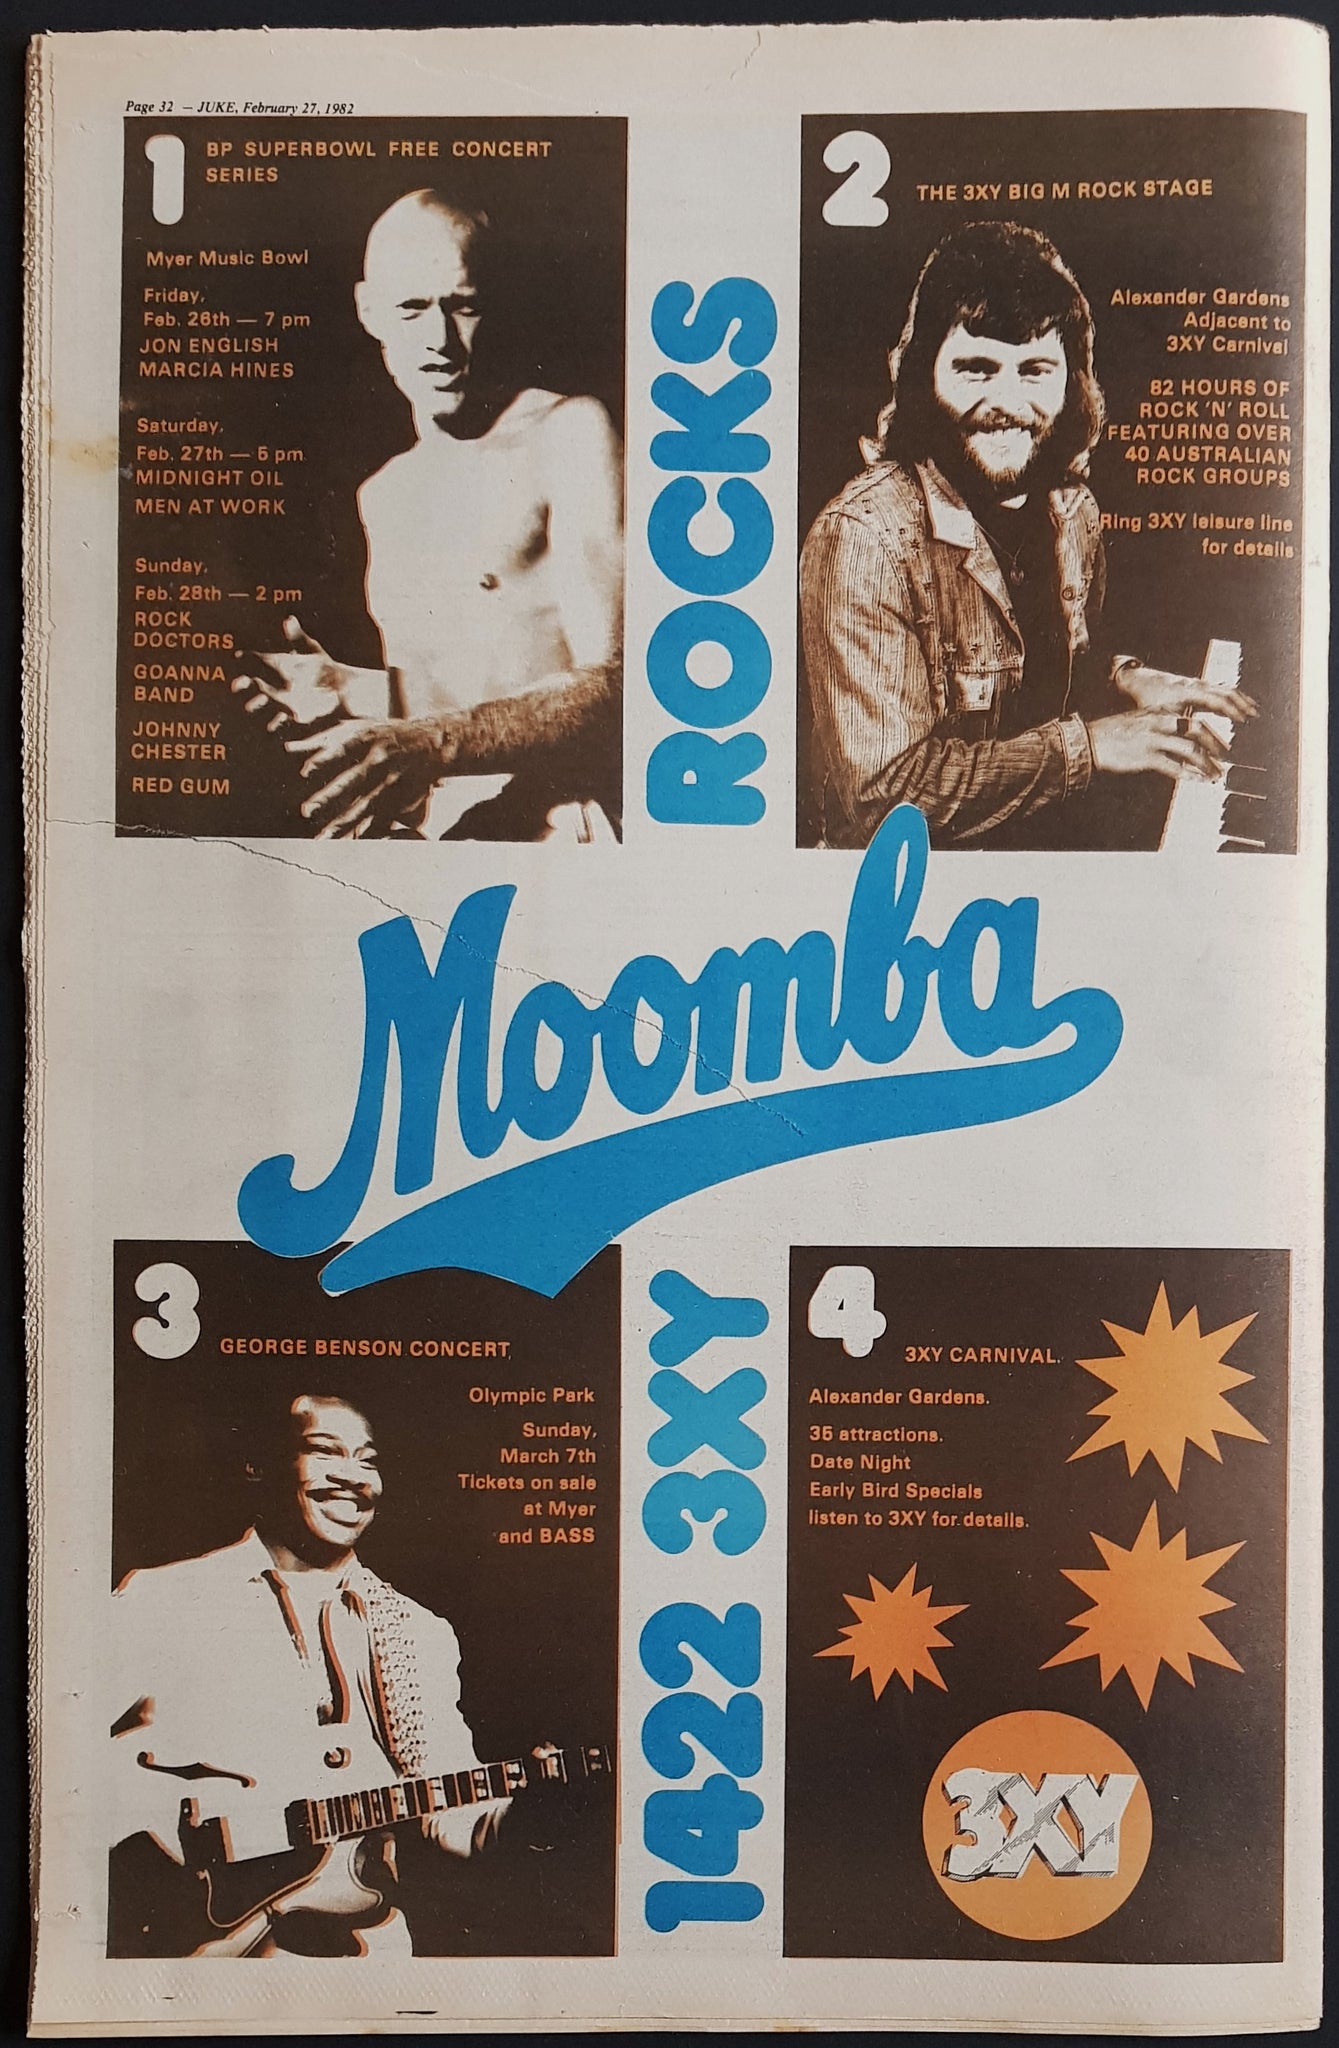 Page 32 — JUKE, February 27, 1982
1
BP SUPERBOWL FREE CONCERT
SERIES
Myer Music Bowl
Friday,
Feb. 26th — 7 pm
JON ENGLISH
MARCIA HINES
Saturday,
Feb. 27th — 6 pm
MIDNIGHT OIL
MEN AT WORK
Sunday,
Feb. 28th — 2 pm
ROCK
DOCTORS
GOANNA
BAND
JOHNNY
CHESTER
RED GUM
ROCKS
2
THE 3XY BIG M ROCK STAGE
Alexander Gardens
Adjacent to
3XY Carnival
82 HOURS OF
ROCK 'N' ROLL
FEATURING OVER
40 AUSTRALIAN
ROCK GROUPS
Ring 3XY leisure line
for details
Moomba
3
GEORGE BENSON CONCERT,
Olympic Park
Sunday,
March 7th
Tickets on sale
at Myer
and BASS
1422 3XY
4
3XY CARNIVAL.
Alexander Gardens.
35 attractions.
Date Night
Early Bird Specials
listen to 3XY for details.
3XY